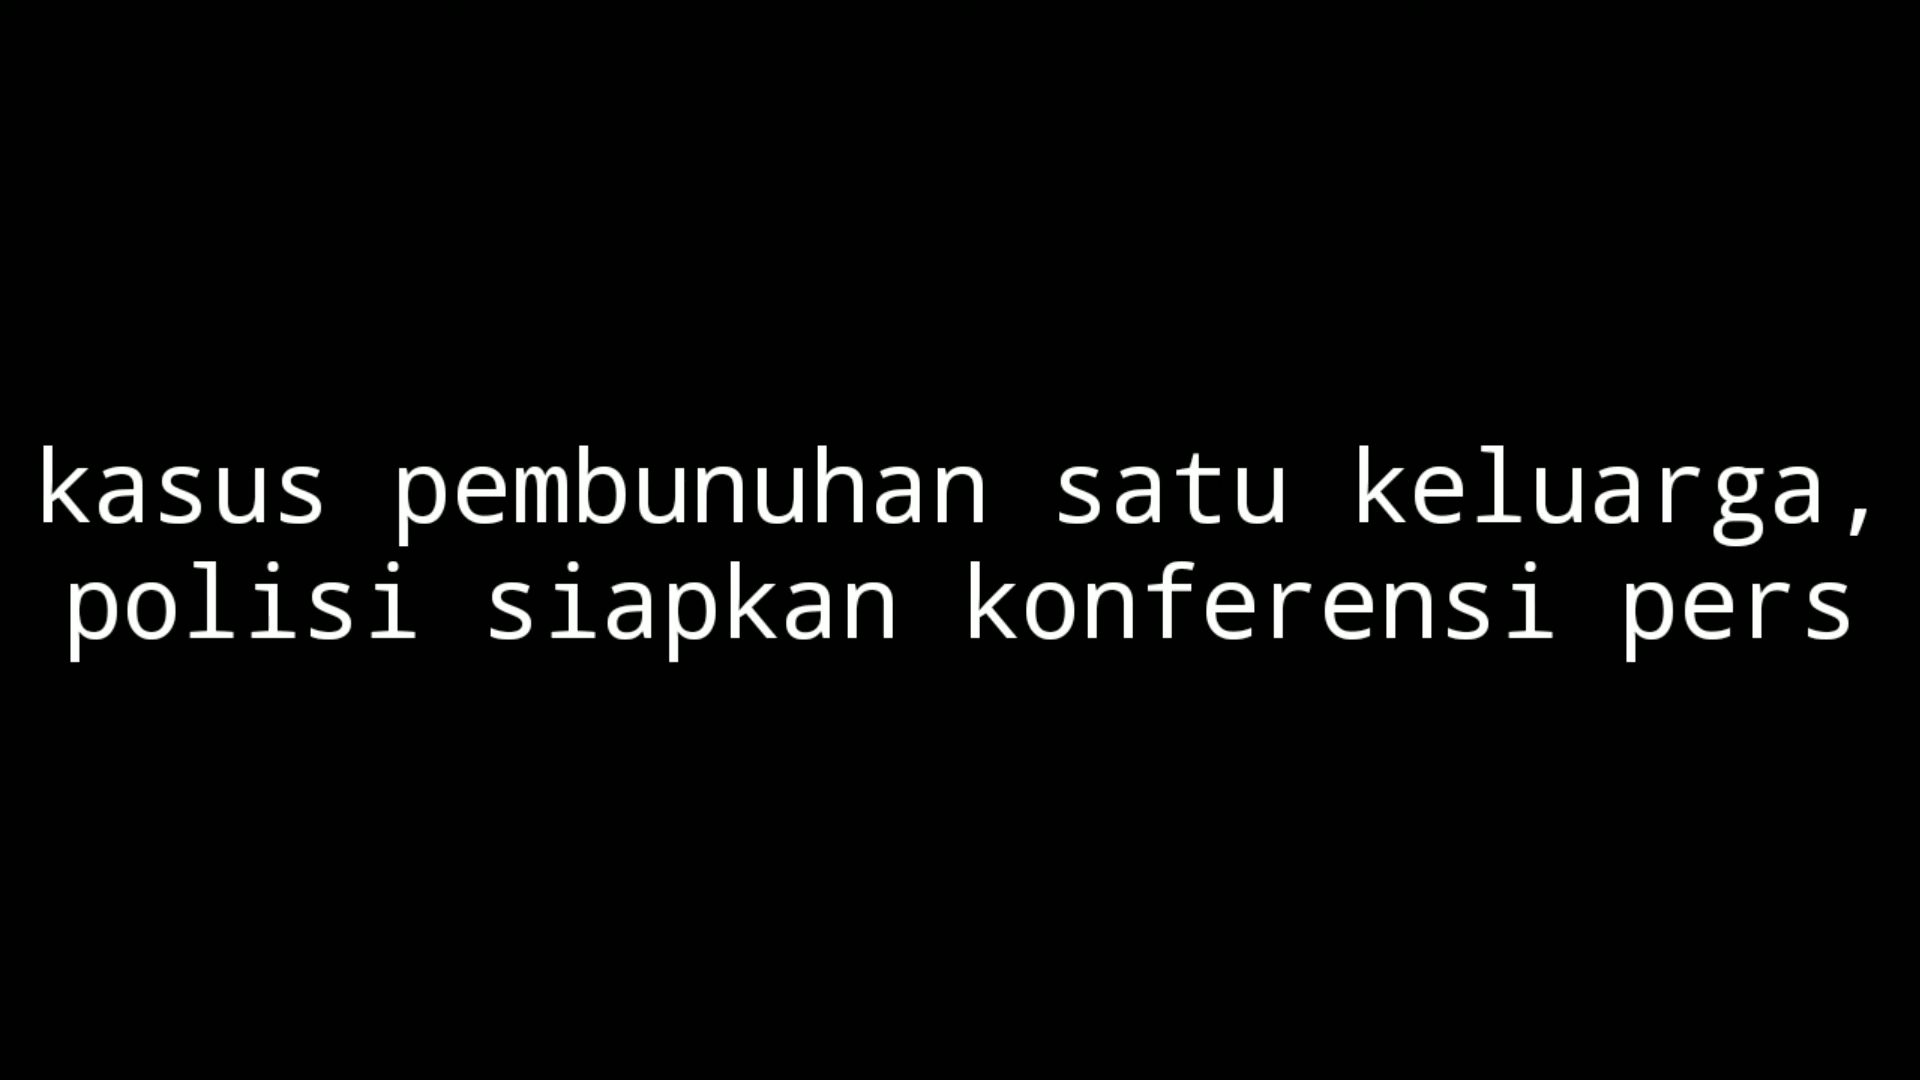 kasus pembunuhan satu keluarga,
polisi siapkan konferensi pers